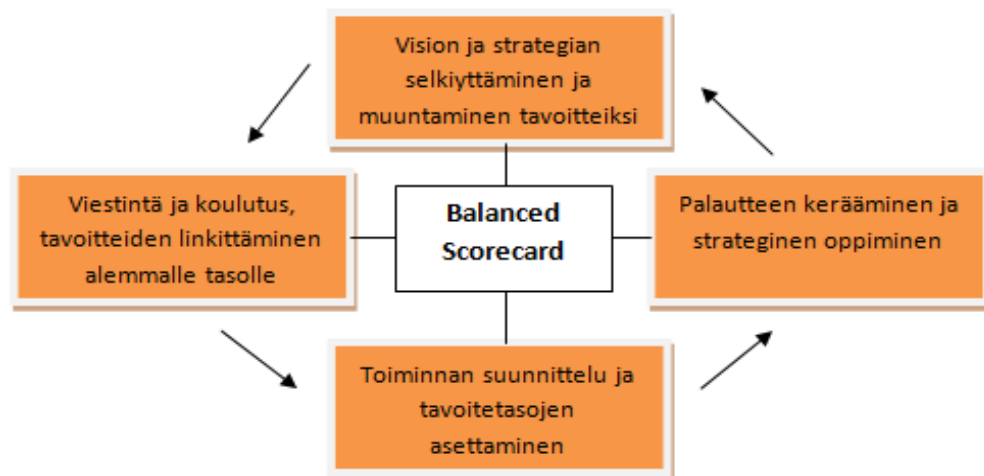 Vision ja strategian
selkiyttäminen ja
muuntaminen tavoitteiksi
Viestintä ja koulutus,
tavoitteiden linkittäminen
alemmalle tasolle
Balanced
Scorecard
Palautteen kerääminen ja
strateginen oppiminen
Toiminnan suunnittelu ja
tavoitetasojen
asettaminen